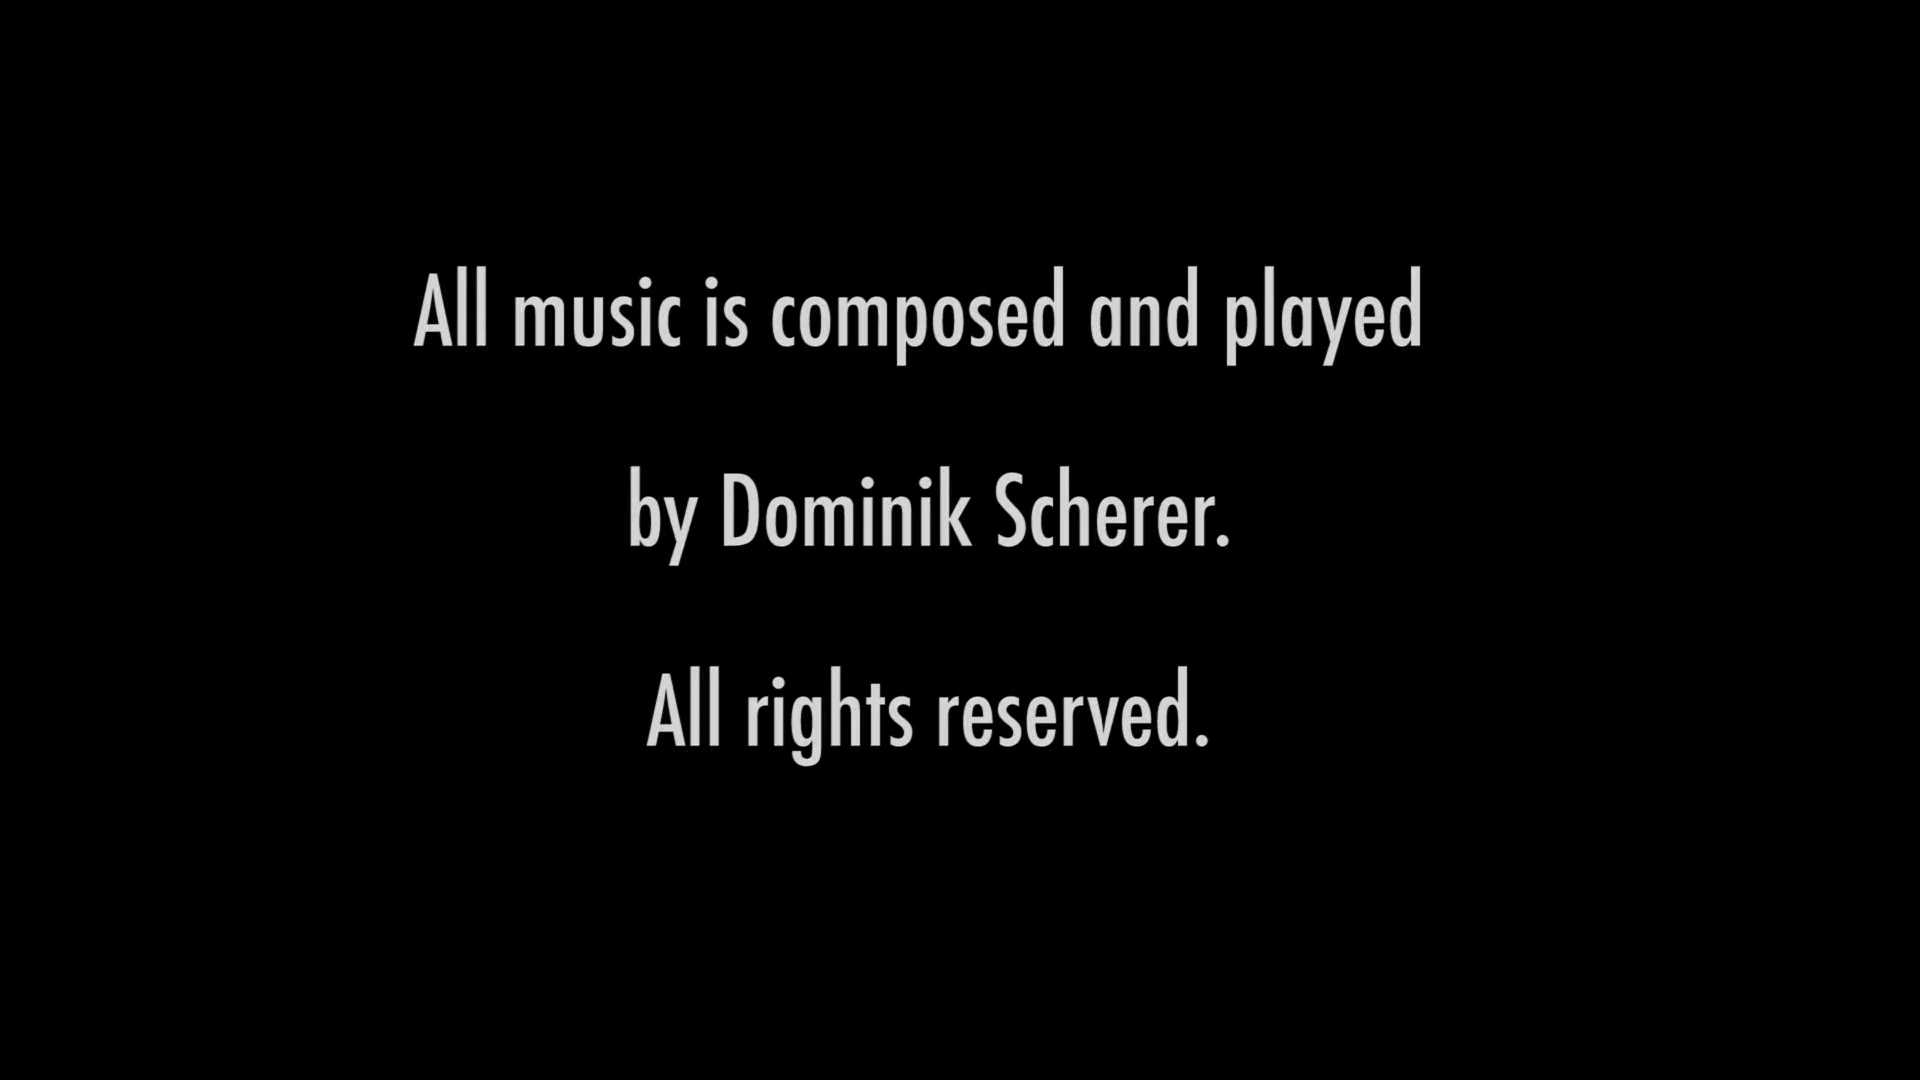 All music is composed and played
by Dominik Scherer.
All rights reserved.